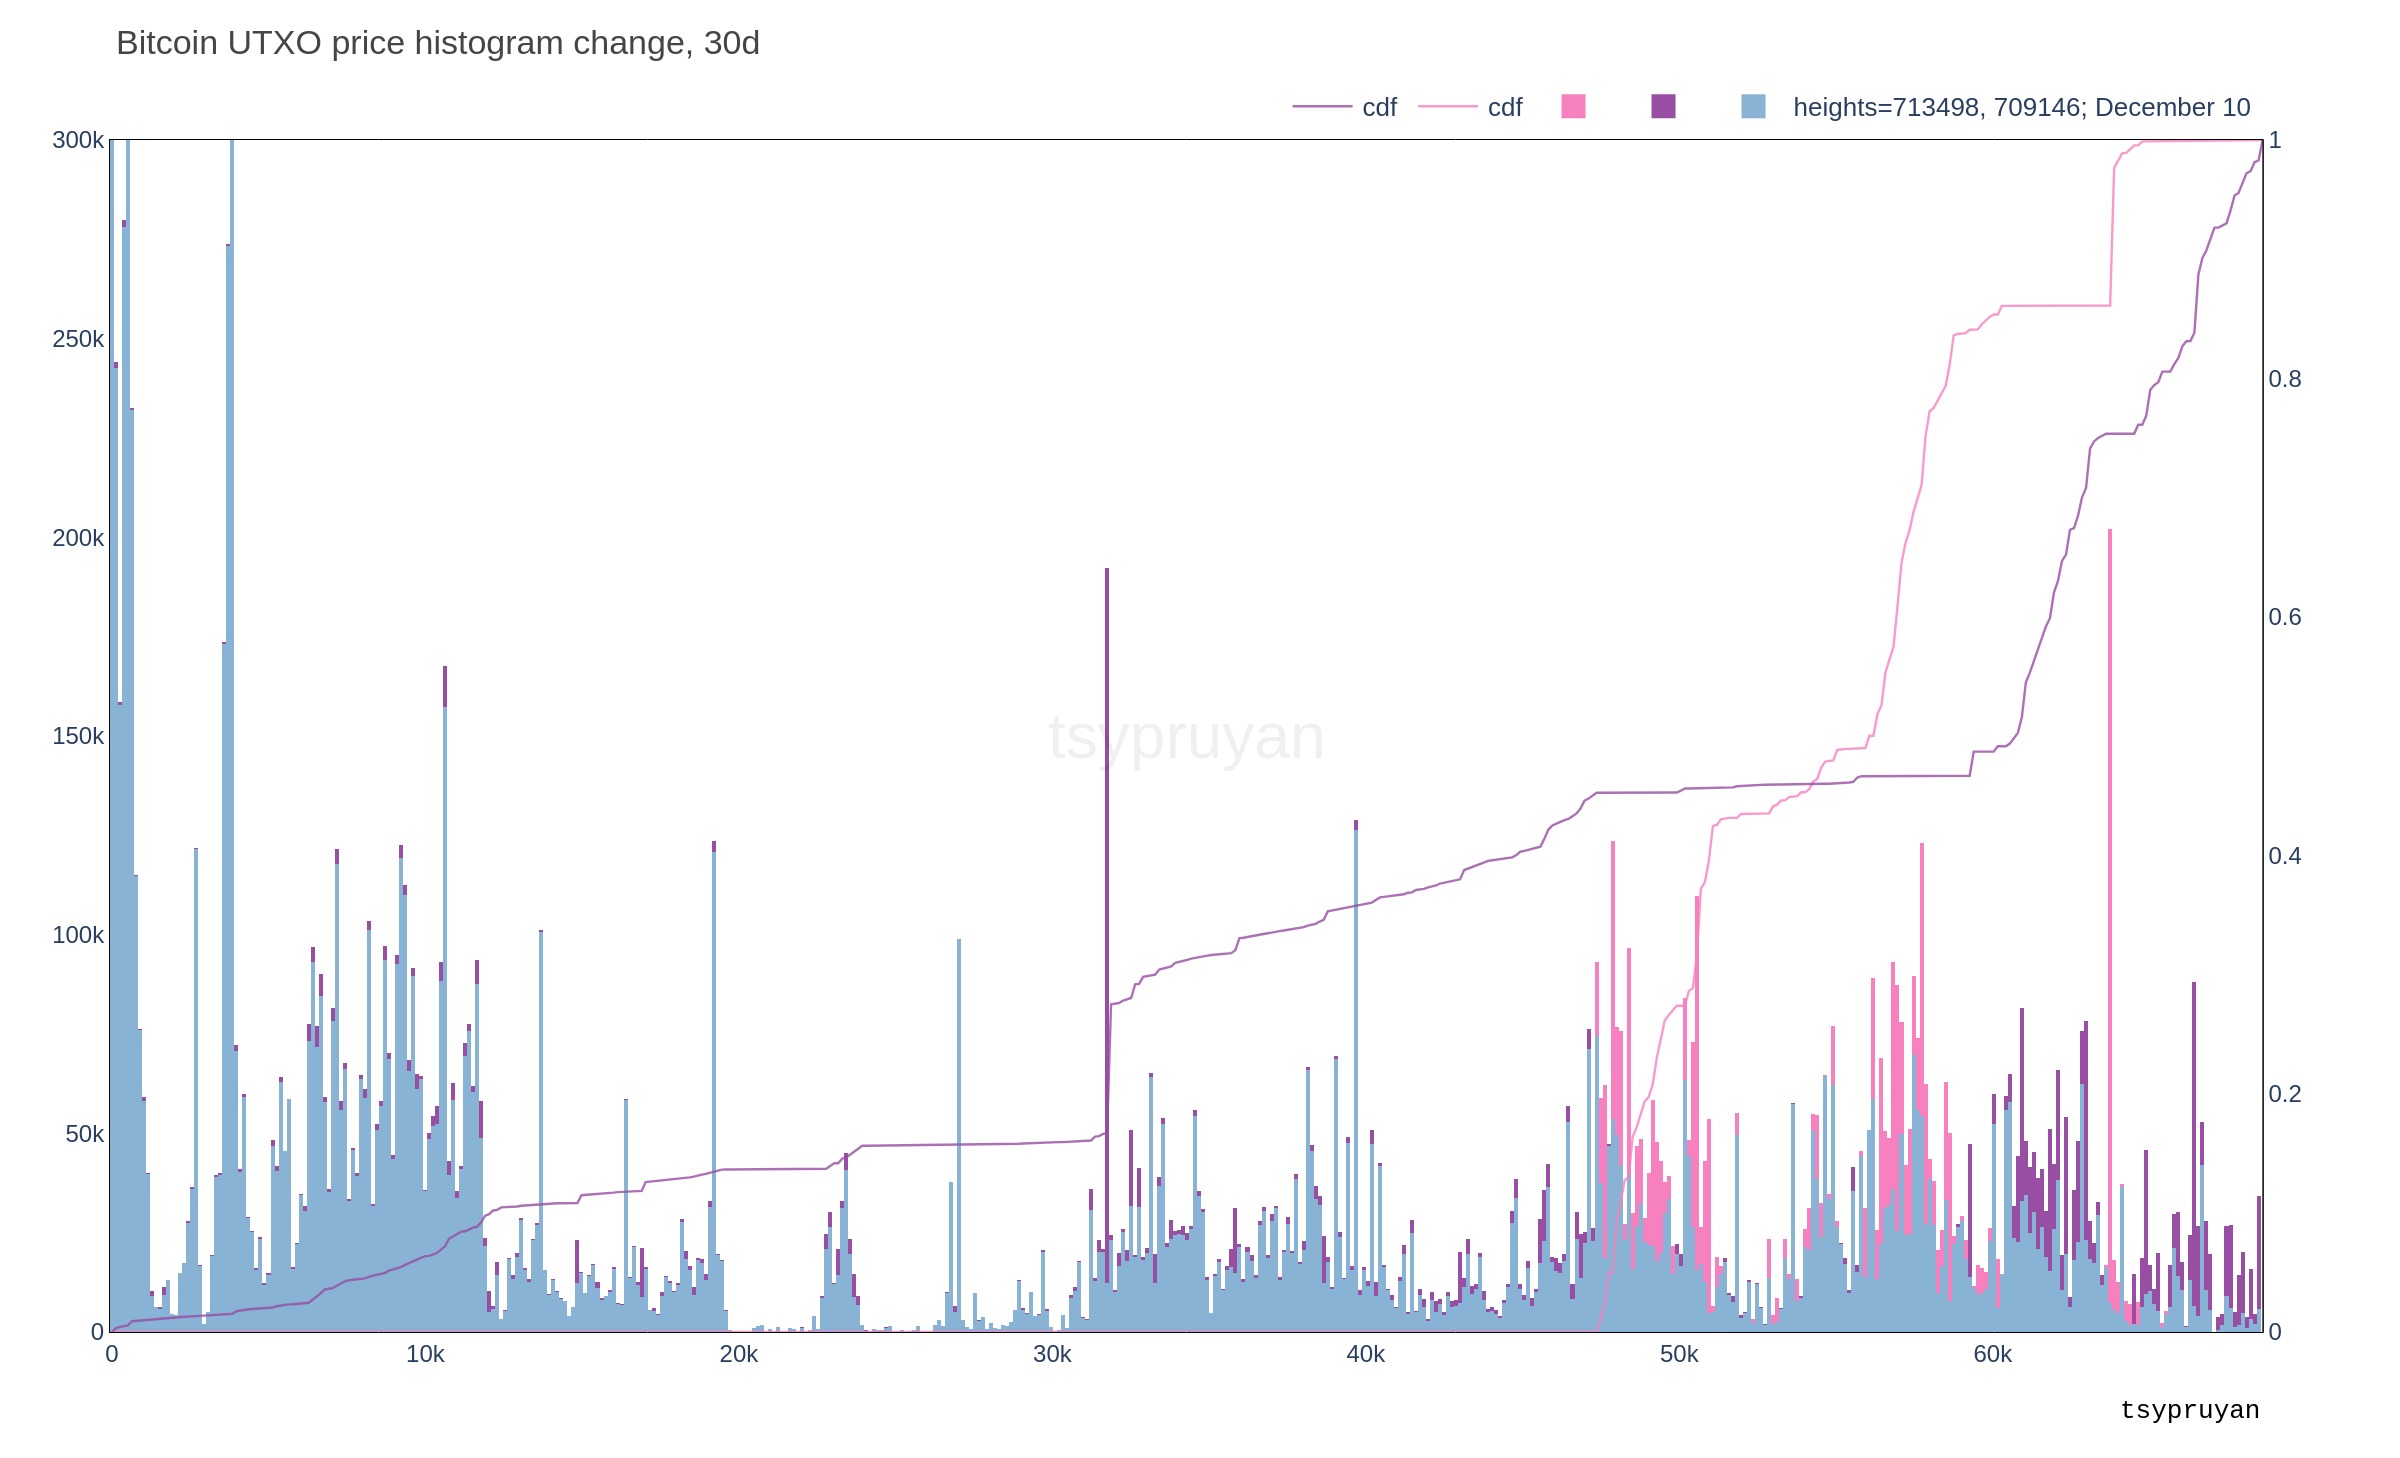 Bitcoin UTXO price histogram change, 30d
cdf cdf heights=713498, 709146; December 10
300k 1
250k
0.8
200k
0.6
150k
tsypruyan
0.4
100k
50k
0.2
0 0
0 10k 20k 30k 40k 50k 60k
tsypruyan